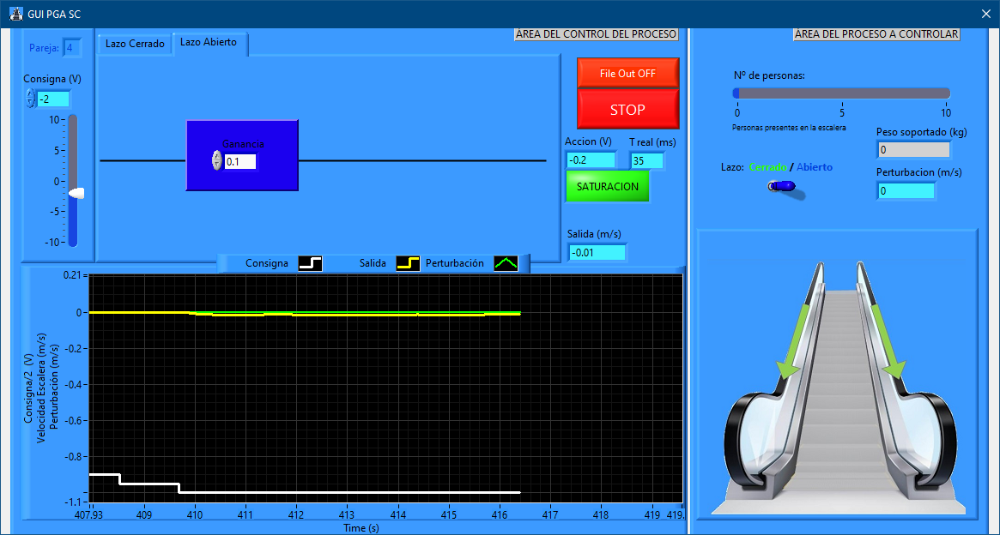 GUI PGA SC
Pareja: 4
Consigna (V)
-2
10
5
0
-5
-10
Lazo Cerrado
Lazo Abierto
AREA DEL CONTROL DEL PROCESO
Ganancia
0.1
File Out OFF
STOP
Accion (V)
-0.2
T real (ms)
35
SATURACION
Salida (m/s)
-0.01
Consigna
Salida
Perturbación
0.21
0
-0.2
-0.4
-0.6
-0.8
-1.1
Consigna/2 (V)
Velocidad Escalera (m/s)
Perturbación (m/s)
407.93 409 410 411 412 413 414 415 416 417 418 419 419.
Time (s)
AREA DEL PROCESO A CONTROLAR
Nº de personas:
0 5 10
Personas presentes en la escalera
Peso soportado (kg)
0
Lazo: Cerrado / Abierto
Perturbacion (m/s)
0